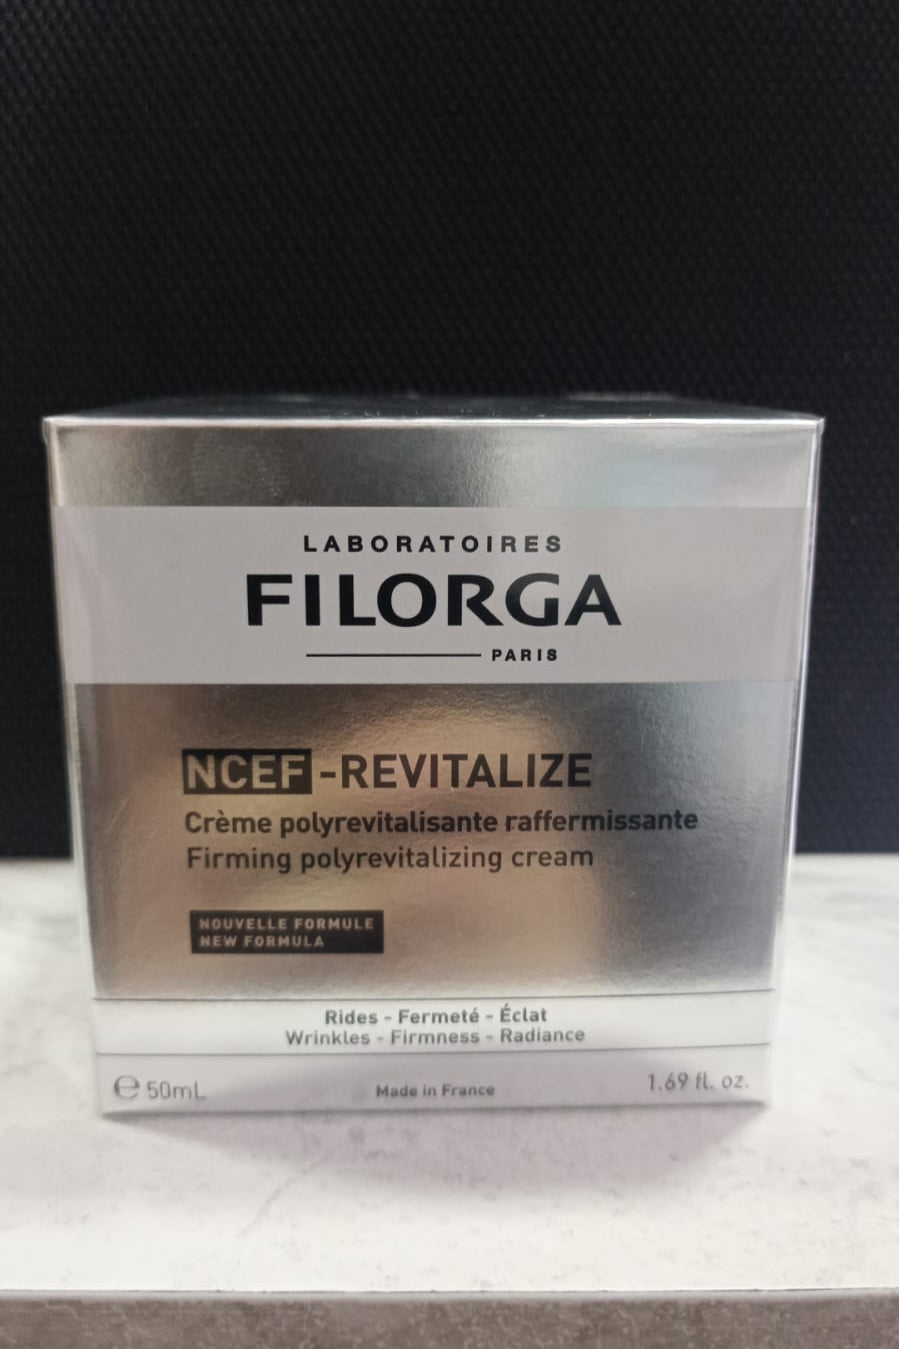 LABORATOIRES
FILORGA
PARIS
NCEF-REVITALIZE
Crème polyrevitalisante raffermissante
Firming polyrevitalizing cream
NOUVELLE FORMULE
NEW FORMULA
Rides - Fermeté - Éclat
Wrinkles - Firmness - Radiance
℮ 50mL
Made in France
1.69 fl. oz.